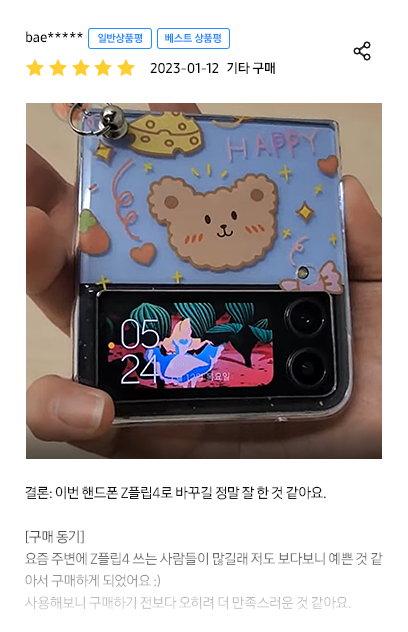 bae***** 일반상품평 베스트 상품평
2023-01-12 기타 구매
HAPPY
05
24
결론: 이번 핸드폰 Z플립4로 바꾸길 정말 잘 한 것 같아요.
[구매 동기]
요즘 주변에 Z플립4 쓰는 사람들이 많길래 저도 보다보니 예쁜 것 같
아서 구매하게 되었어요 :)
사용해보니 구매하기 전보다 오히려 더 만족스러운 것 같아요.